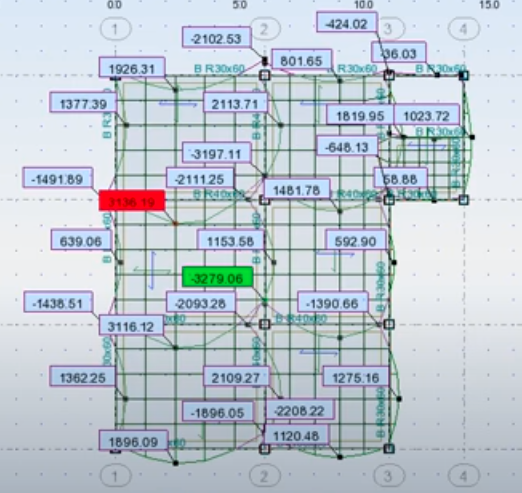 0.0 5.0 10.0 15.0
1 2 3 4
-424.02
-2102.53
-36.03
801.65
1926.31
B R30x60 B R30x60
1377.39 2113.71
1819.95 1023.72
-648.13
-3197.11
-1491.89 -2111.25 58.88
1481.78
3136.19 B R40x60
639.06 1153.58 592.90
-3279.06
-1438.51 -2093.28 -1390.66
3116.12 B R40x60
1362.25 2109.27 1275.16
-1896.05 -2208.22
1896.09 1120.48
1 2 3 4